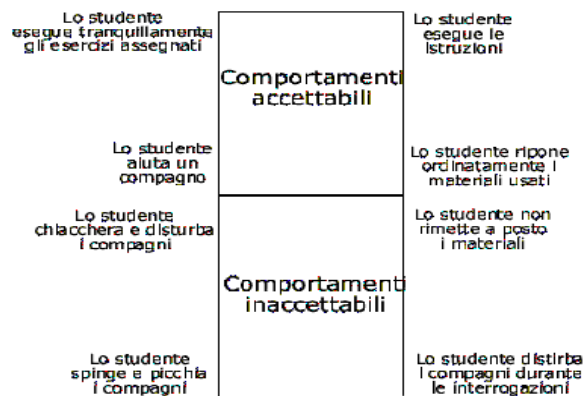 Lo studente
esegue tranquillamente
gli esercizi assegnati
Lo studente
esegue le
istruzioni
Comportamenti
accettabili
Lo studente
aiuta un
compagno
Lo studente ripone
ordinatamente i
materiali usati
Lo studente
chiacchera e disturba
i compagni
Lo studente non
rimette a posto
i materiali
Comportamenti
inaccettabili
Lo studente
spinge e picchia
i compagni
Lo studente distirba
i compagni durante
le interrogazioni